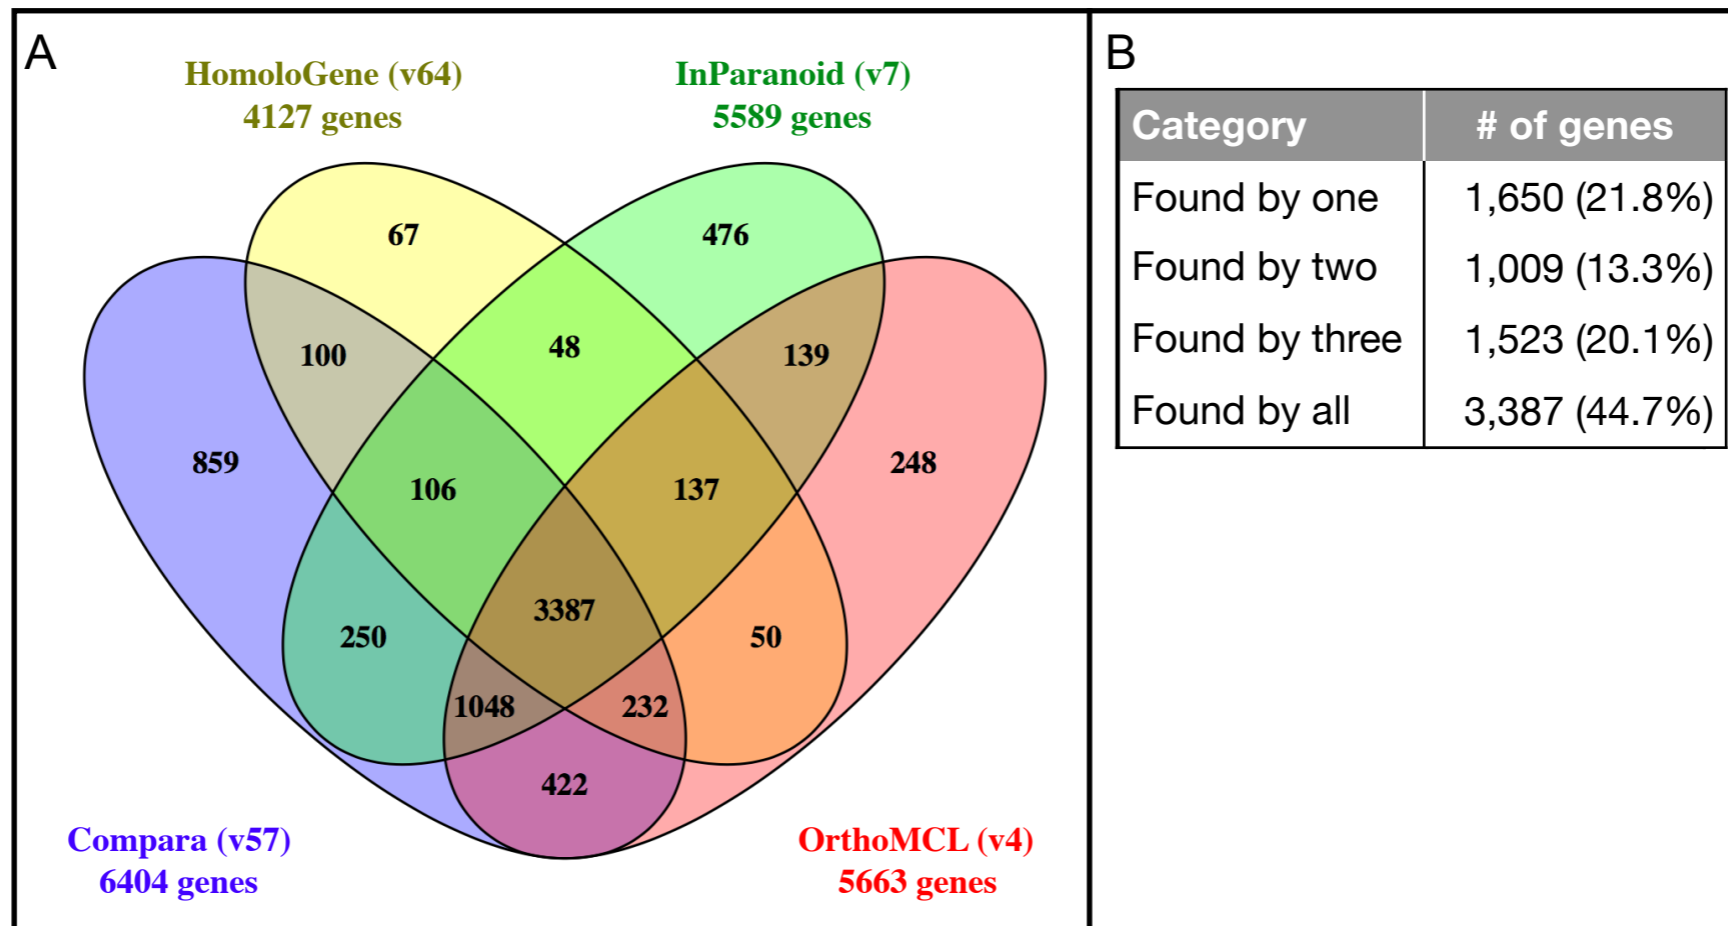 A
HomoloGene (v64)
4127 genes
InParanoid (v7)
5589 genes
67
476
100
48
139
859
106
137
248
250
3387
50
1048
232
422
Compara (v57)
6404 genes
OrthoMCL (v4)
5663 genes
B
Category # of genes
Found by one 1,650 (21.8%)
Found by two 1,009 (13.3%)
Found by three 1,523 (20.1%)
Found by all 3,387 (44.7%)